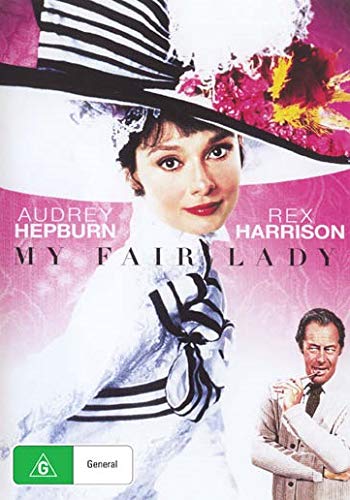 AUDREY
HEPBURN
REX
HARRISON
MY FAIR LADY
G
General